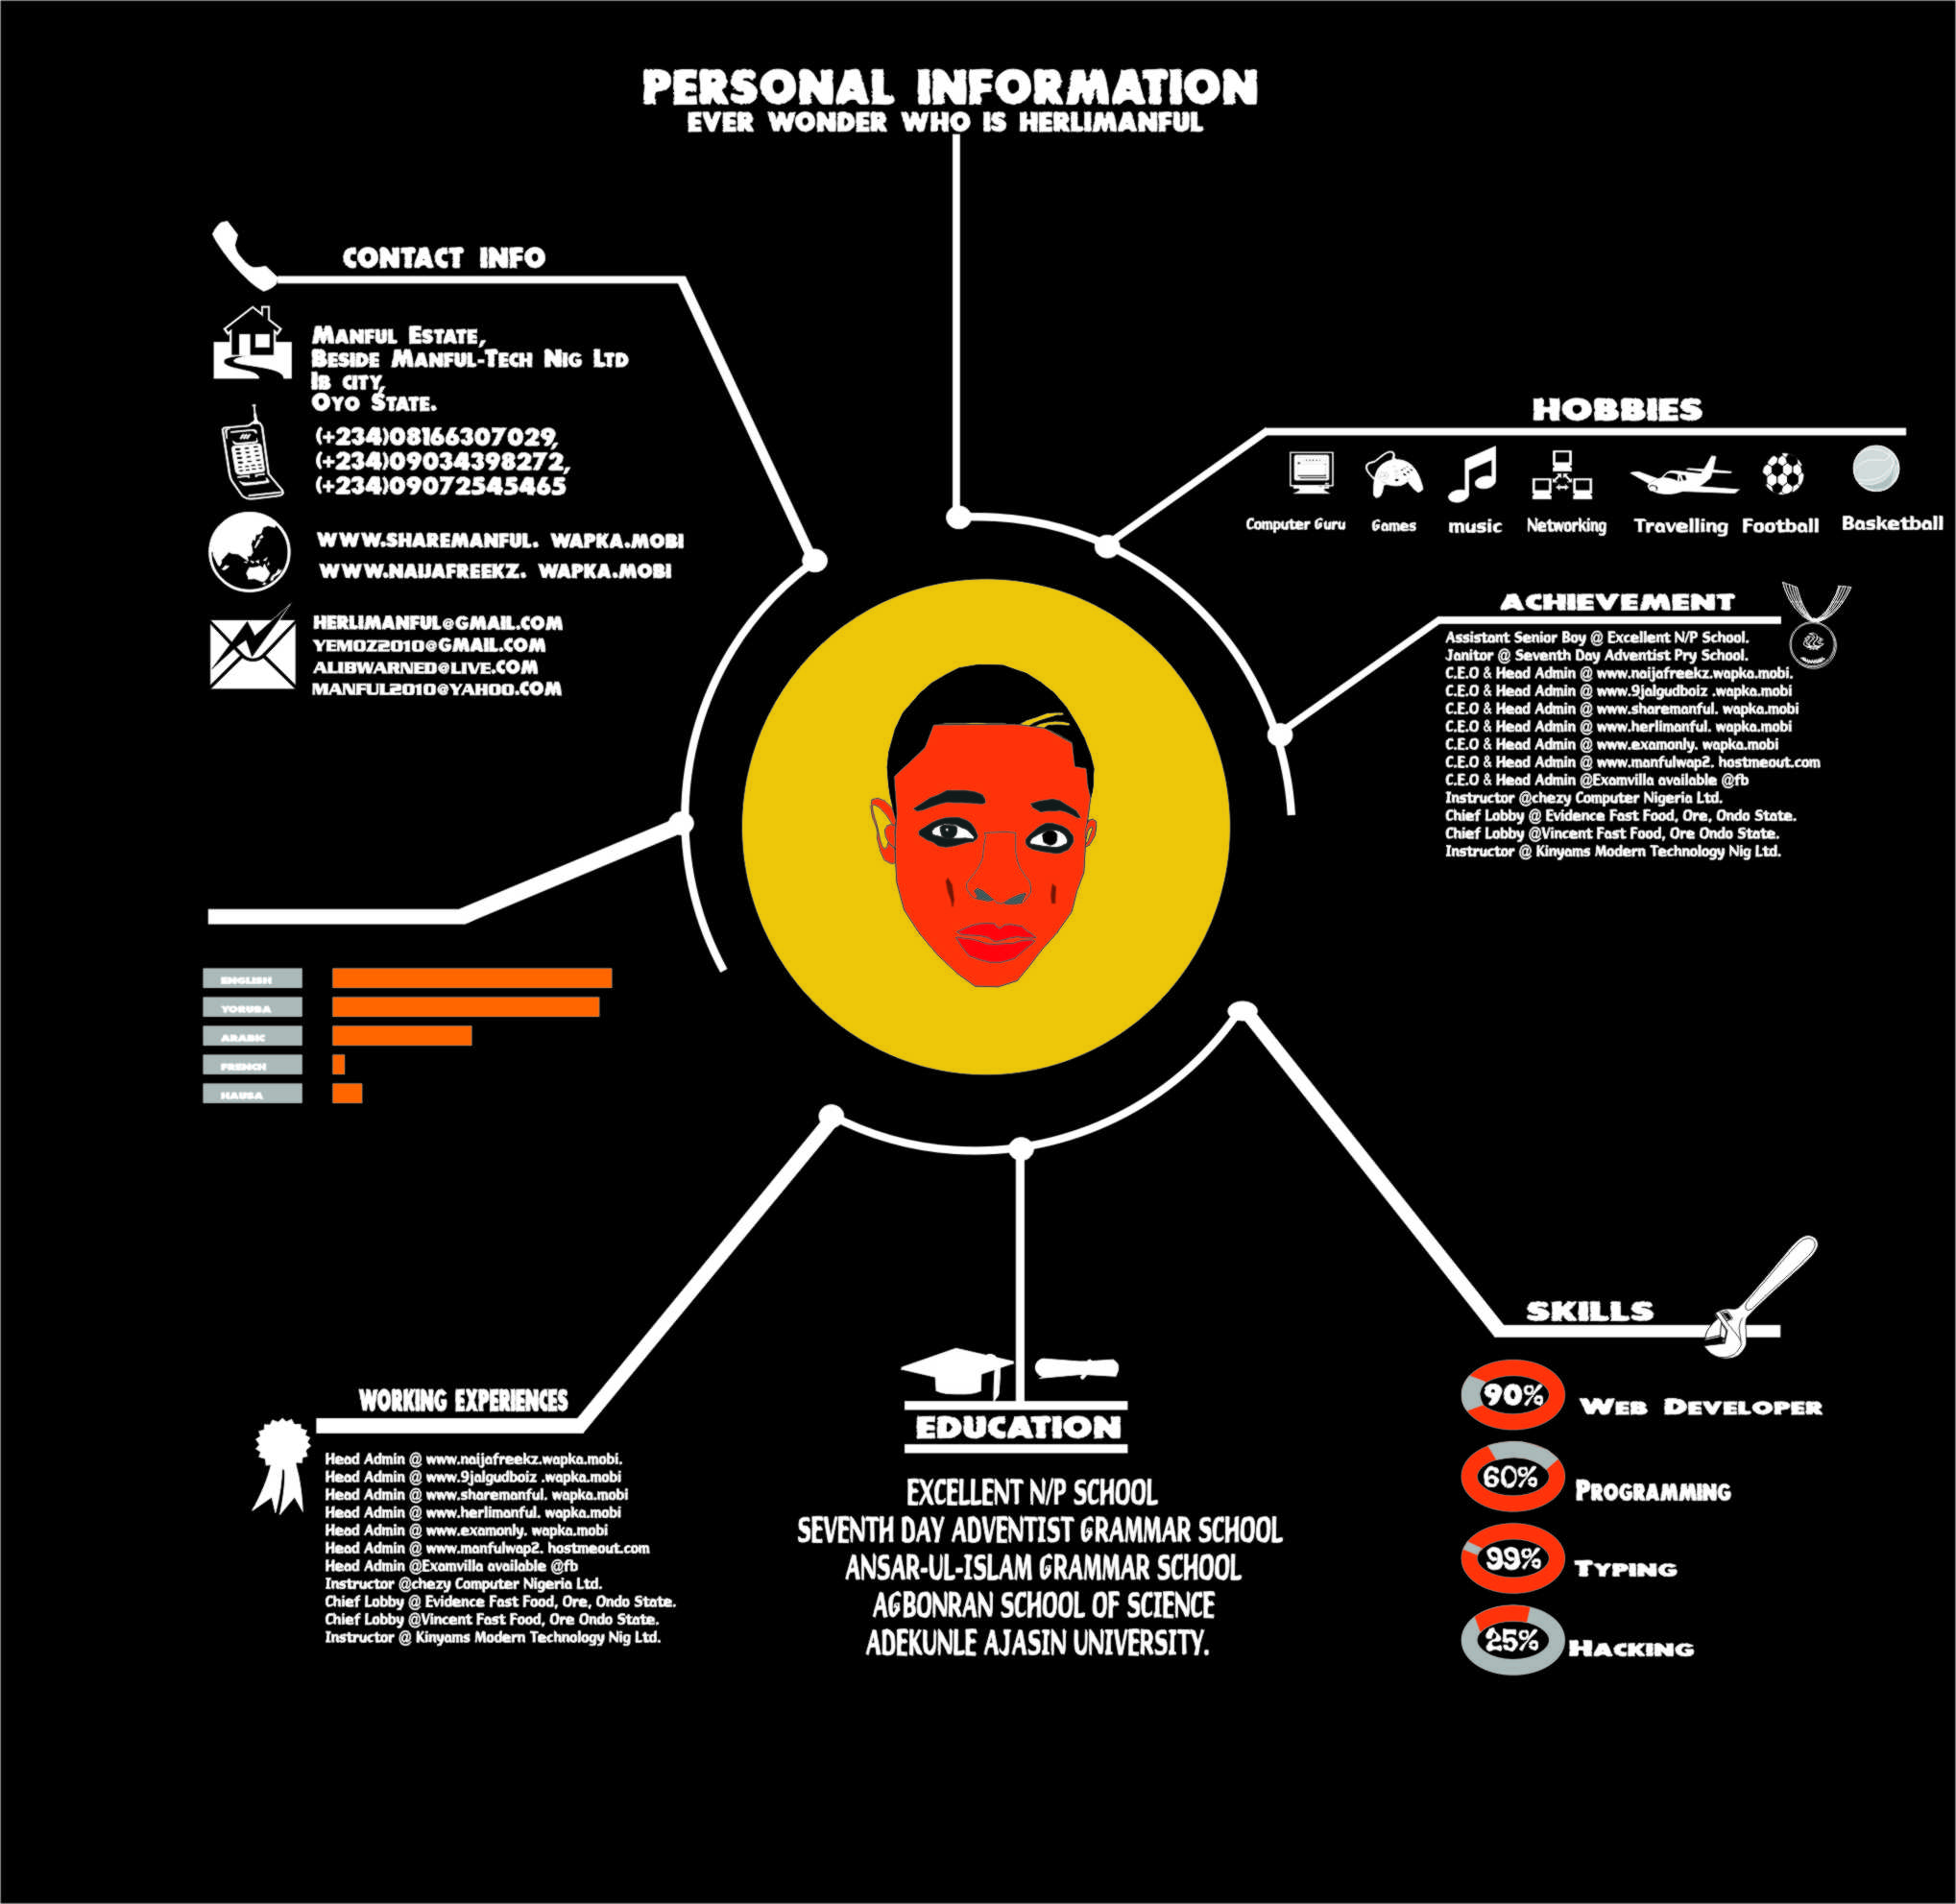 PERSONAL INFORMATION
EVER WONDER WHO IS HERLIMANFUL
CONTACT INFO
MANFUL ESTATE,
BESIDE MANFUL-TECH NIG LTD
IB CITY,
OYO STATE.
(+234)08166307029,
(+234)09034398272,
(+234)09072545465
WWW.SHAREMANFUL. WAPKA.MOBI
WWW.NAIJAFREEKZ. WAPKA.MOBI
HERLIMANFUL@GMAIL.COM
YEMOZ2010@GMAIL.COM
ALIBWARNED@LIVE.COM
MANFUL2010@YAHOO.COM
HOBBIES
Computer Guru Games music Networking Travelling Football Basketball
ACHIEVEMENT
Assistant Senior Boy @ Excellent N/P School.
Janitor @ Seventh Day Adventist Pry School.
C.E.O & Head Admin @ www.naijafreekz.wapka.mobi.
C.E.O & Head Admin @ www.9jalgudboiz .wapka.mobi
C.E.O & Head Admin @ www.sharemanful. wapka.mobi
C.E.O & Head Admin @ www.herlimanful. wapka.mobi
C.E.O & Head Admin @ www.examonly. wapka.mobi
C.E.O & Head Admin @ www.manfulwap2. hostmeout.com
C.E.O & Head Admin @Examvilla available @fb
Instructor @chezy Computer Nigeria Ltd.
Chief Lobby @ Evidence Fast Food, Ore, Ondo State.
Chief Lobby @Vincent Fast Food, Ore Ondo State.
Instructor @ Kinyams Modern Technology Nig Ltd.
ENGLISH
YORUBA
ARABIC
FRENCH
HAUSA
WORKING EXPERIENCES
Head Admin @ www.naijafreekz.wapka.mobi.
Head Admin @ www.9jalgudboiz .wapka.mobi
Head Admin @ www.sharemanful. wapka.mobi
Head Admin @ www.herlimanful. wapka.mobi
Head Admin @ www.examonly. wapka.mobi
Head Admin @ www.manfulwap2. hostmeout.com
Head Admin @Examvilla available @fb
Instructor @chezy Computer Nigeria Ltd.
Chief Lobby @ Evidence Fast Food, Ore, Ondo State.
Chief Lobby @Vincent Fast Food, Ore Ondo State.
Instructor @ Kinyams Modern Technology Nig Ltd.
EDUCATION
EXCELLENT N/P SCHOOL
SEVENTH DAY ADVENTIST GRAMMAR SCHOOL
ANSAR-UL-ISLAM GRAMMAR SCHOOL
AGBONRAN SCHOOL OF SCIENCE
ADEKUNLE AJASIN UNIVERSITY.
SKILLS
90% WEB DEVELOPER
60% PROGRAMMING
99% TYPING
25% HACKING